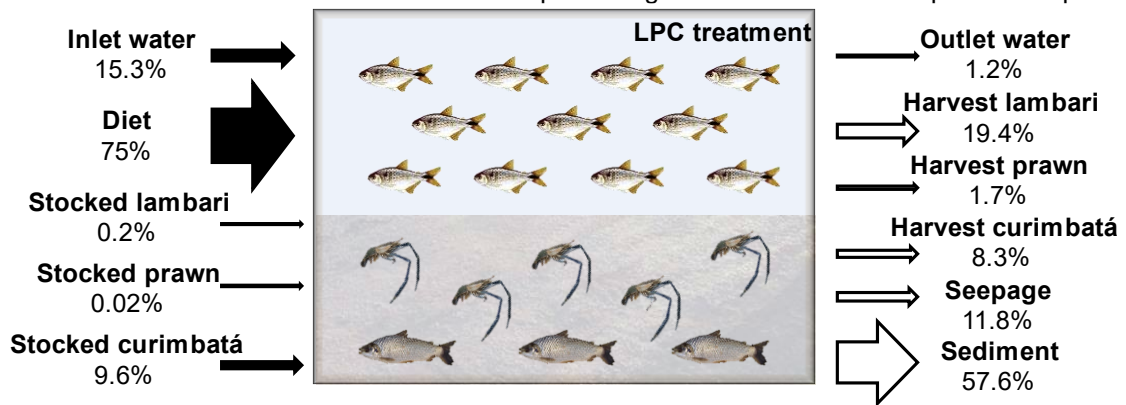 LPC treatment
Inlet water
15.3%
Diet
75%
Stocked lambari
0.2%
Stocked prawn
0.02%
Stocked curimbatá
9.6%
Outlet water
1.2%
Harvest lambari
19.4%
Harvest prawn
1.7%
Harvest curimbatá
8.3%
Seepage
11.8%
Sediment
57.6%